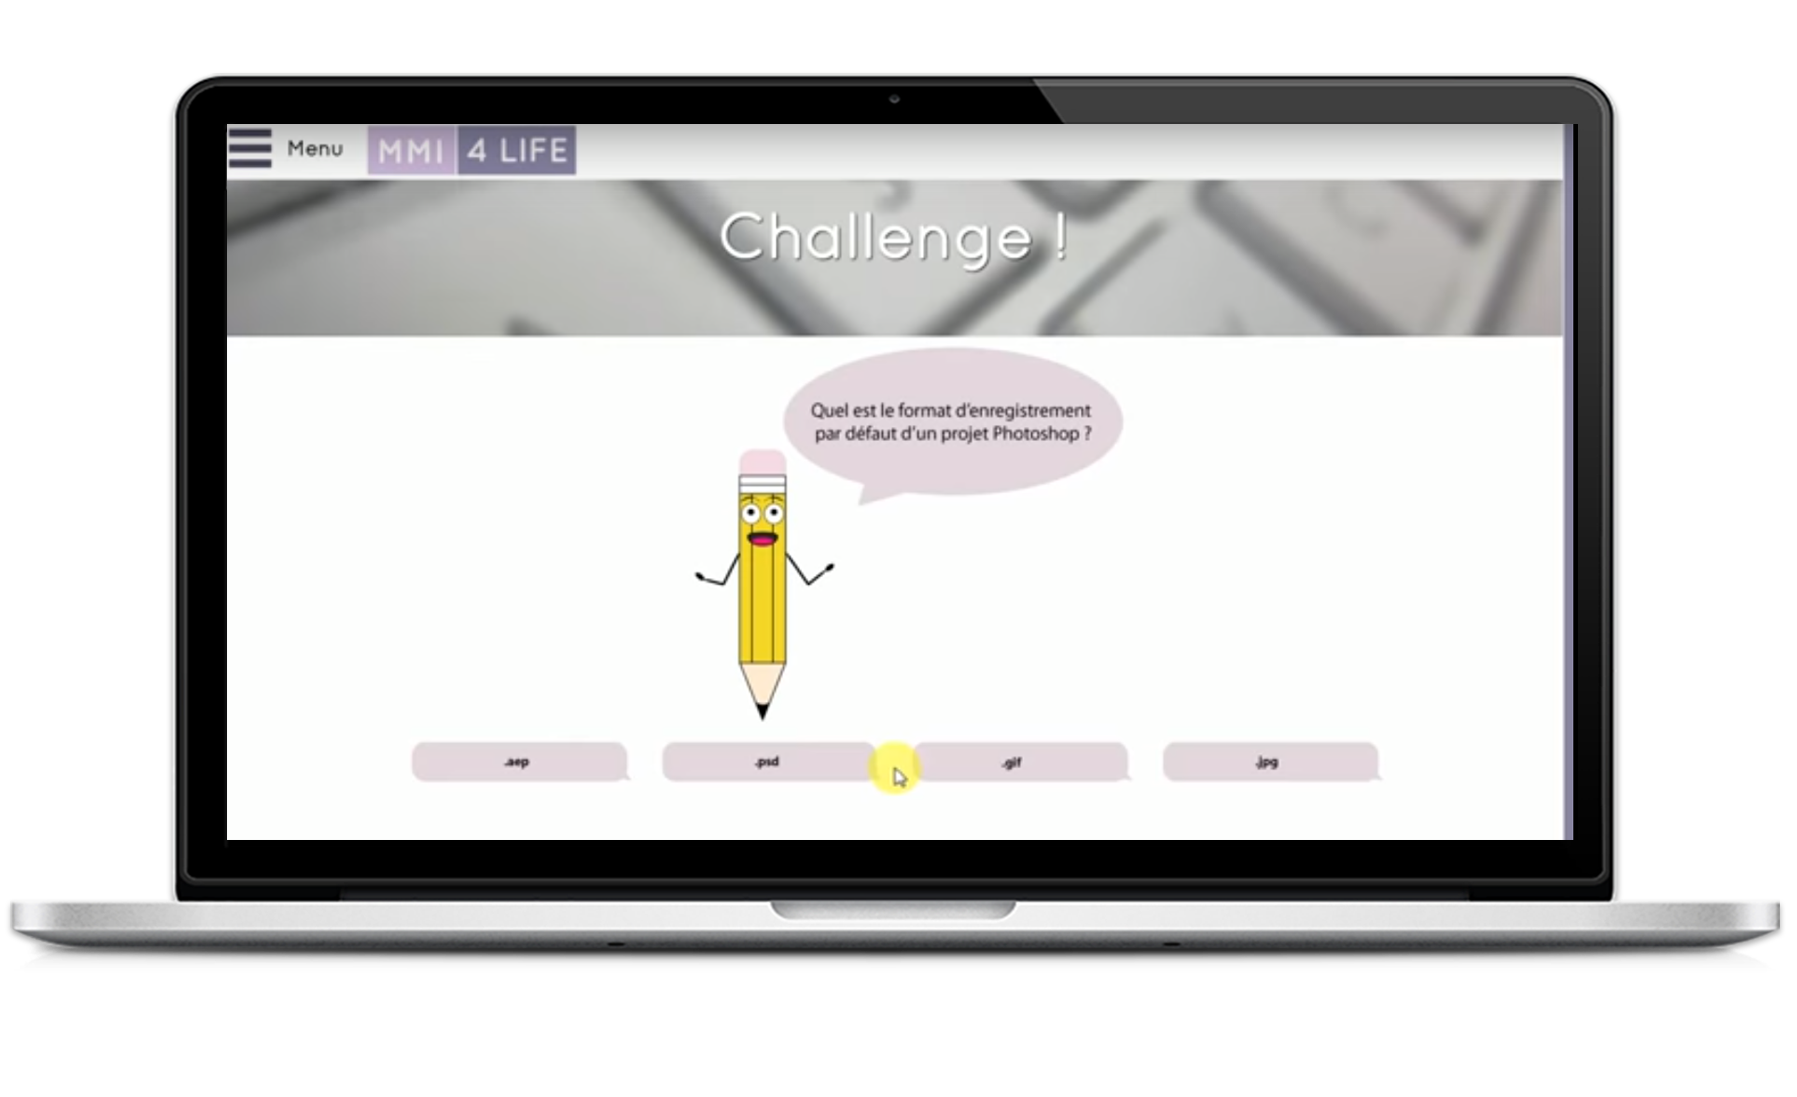 Menu
MMI 4 LIFE
Challenge !
Quel est le format d'enregistrement
par défaut d'un projet Photoshop ?
.aep
.psd
.gif
.jpg